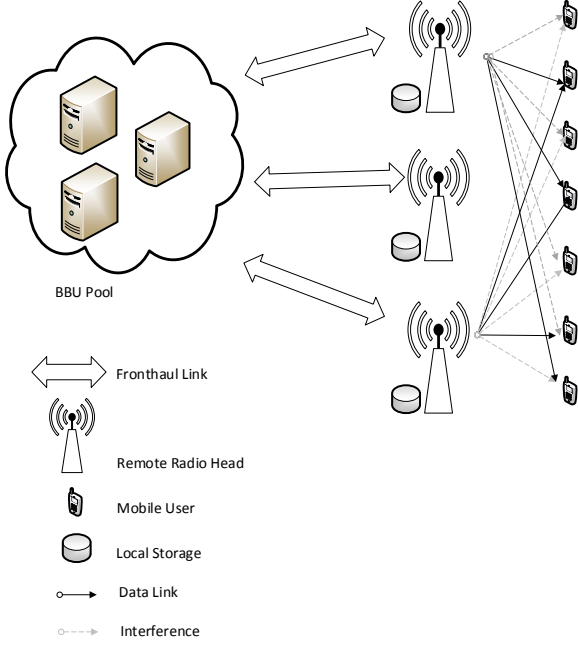 BBU Pool
Fronthaul Link
Remote Radio Head
Mobile User
Local Storage
Data Link
Interference